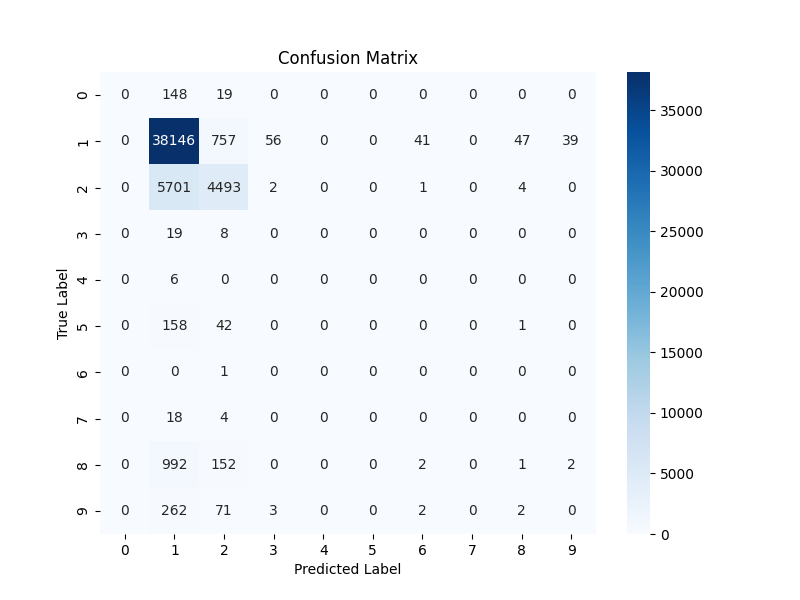 Confusion Matrix
0 0 148 19 0 0 0 0 0 0 0
1 0 38146 757 56 0 0 41 0 47 39
2 0 5701 4493 2 0 0 1 0 4 0
3 0 19 8 0 0 0 0 0 0 0
4 0 6 0 0 0 0 0 0 0 0
5 0 158 42 0 0 0 0 0 1 0
6 0 0 1 0 0 0 0 0 0 0
7 0 18 4 0 0 0 0 0 0 0
8 0 992 152 0 0 0 2 0 1 2
9 0 262 71 3 0 0 2 0 2 0
0 1 2 3 4 5 6 7 8 9
Predicted Label
True Label
35000
30000
25000
20000
15000
10000
5000
0